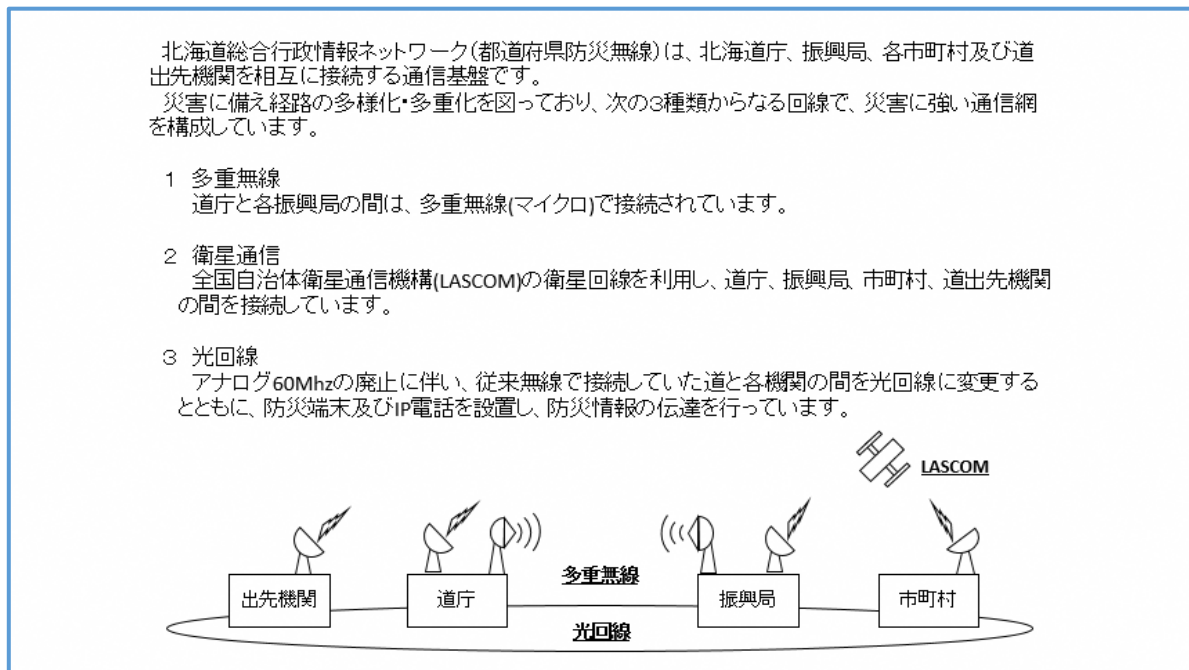 北海道総合行政情報ネットワーク(都道府県防災無線)は、北海道庁、振興局、各市町村及び道
出先機関を相互に接続する通信基盤です。
災害に備え経路の多様化・多重化を図っており、次の3種類からなる回線で、災害に強い通信網
を構成しています。
1 多重無線
道庁と各振興局の間は、多重無線(マイクロ)で接続されています。
2 衛星通信
全国自治体衛星通信機構(LASCOM)の衛星回線を利用し、道庁、振興局、市町村、道出先機関
の間を接続しています。
3 光回線
アナログ60Mhzの廃止に伴い、従来無線で接続していた道と各機関の間を光回線に変更する
とともに、防災端末及びIP電話を設置し、防災情報の伝達を行っています。
LASCOM
多重無線
出先機関
道庁
振興局
市町村
光回線